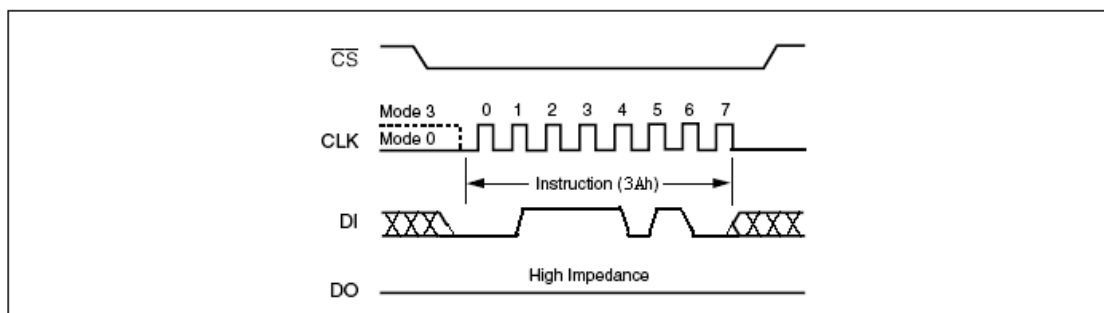 C̅S̅
Mode 3 0 1 2 3 4 5 6 7
CLK Mode 0
Instruction (3Ah)
DI
High Impedance
DO